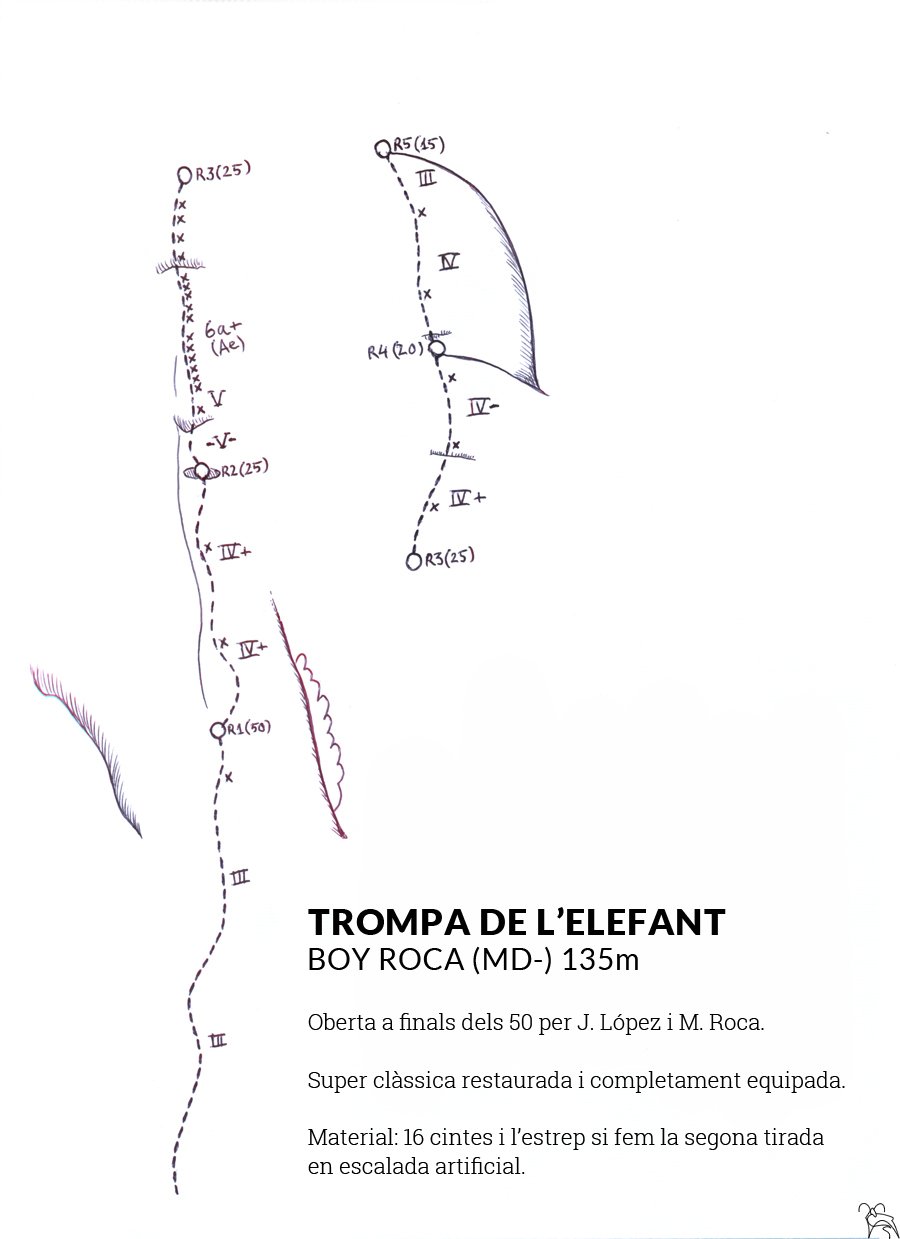 R3(25)
6a+
(Ae)
V
-V-
R2(25)
IV+
IV+
R1(50)
III
III
R5(15)
III
IV
R4(20)
IV-
IV+
R3(25)
TROMPA DE L’ELEFANT
BOY ROCA (MD-) 135m
Oberta a finals dels 50 per J. López i M. Roca.
Super clàssica restaurada i completament equipada.
Material: 16 cintes i l’estrep si fem la segona tirada
en escalada artificial.